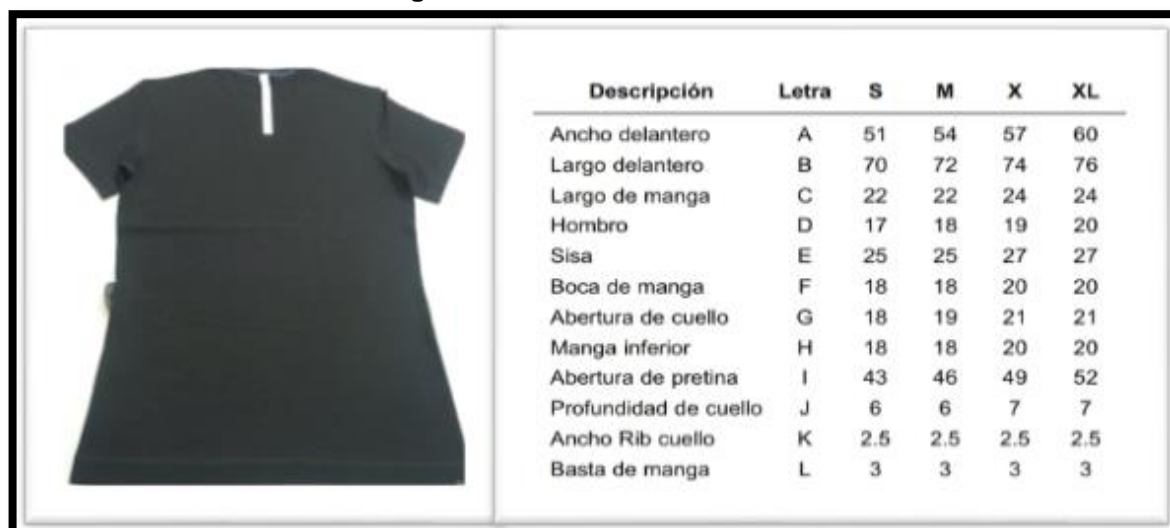 Descripción Letra S M X XL
Ancho delantero A 51 54 57 60
Largo delantero B 70 72 74 76
Largo de manga C 22 22 24 24
Hombro D 17 18 19 20
Sisa E 25 25 27 27
Boca de manga F 18 18 20 20
Abertura de cuello G 18 19 21 21
Manga inferior H 18 18 20 20
Abertura de pretina I 43 46 49 52
Profundidad de cuello J 6 6 7 7
Ancho Rib cuello K 2.5 2.5 2.5 2.5
Basta de manga L 3 3 3 3